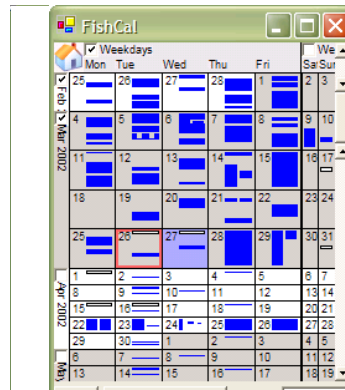 FishCal
Weekdays We
Mon Tue Wed Thu Fri Sa Sun
Feb 25 26 27 28 1 2 3
Mar 2002 4 5 6 7 8 9 10
11 12 13 14 15 16 17
18 19 20 21 22 23 24
25 26 27 28 29 30 31
Apr 2002 1 2 3 4 5 6 7
8 9 10 11 12 13 14
15 16 17 18 19 20 21
22 23 24 25 26 27 28
29 30 1 2 3 4 5
May 6 7 8 9 10 11 12
13 14 15 16 17 18 19